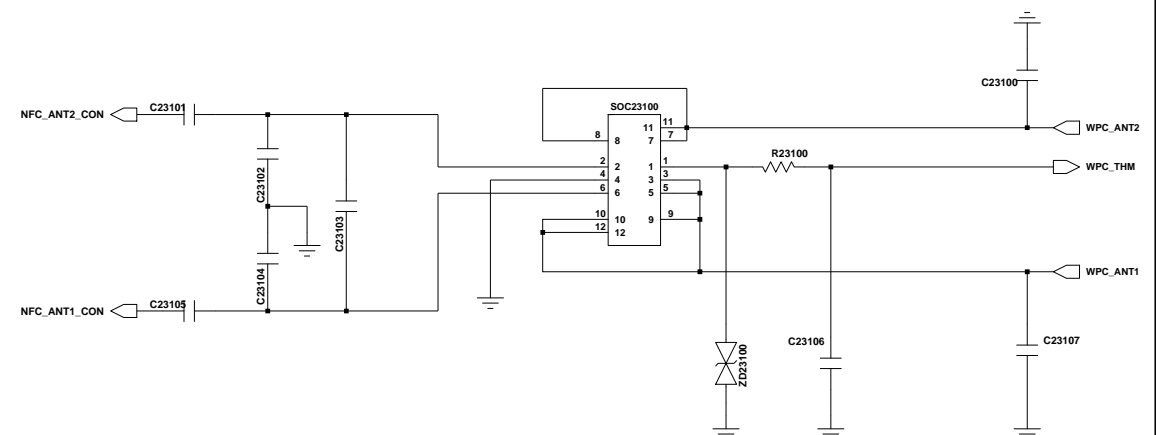 C23100
NFC_ANT2_CON
C23101
SOC23100
11 11
WPC_ANT2
8 8
7 7
R23100
2 2
1 1
WPC_THM
C23102
4 4
3 3
6 6
5 5
C23103
10 10
9 9
12 12
C23104
WPC_ANT1
NFC_ANT1_CON
C23105
ZD23100
C23106
C23107